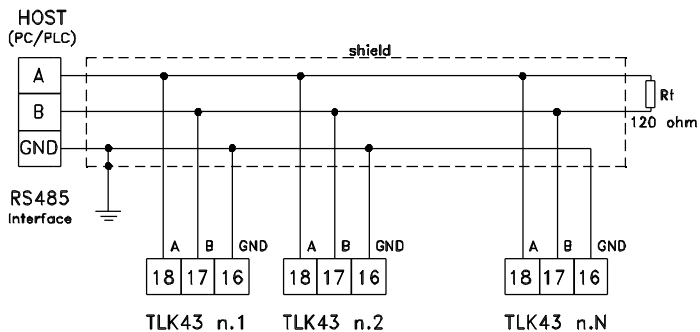 HOST
(PC/PLC)
shield
A
B
GND
Rf
120 ohm
RS485
Interface
A B GND
A B GND
A B GND
18 17 16
18 17 16
18 17 16
TLK43 n.1
TLK43 n.2
TLK43 n.N